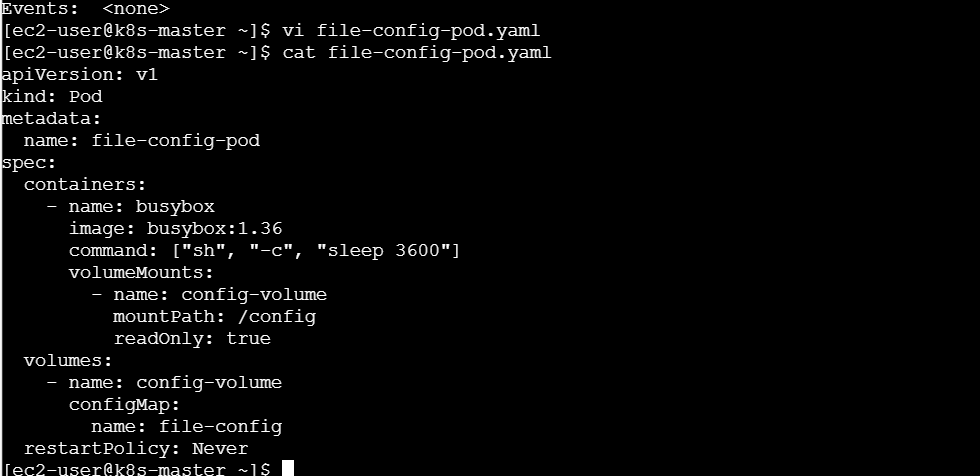 Events:  <none>
[ec2-user@k8s-master ~]$ vi file-config-pod.yaml
[ec2-user@k8s-master ~]$ cat file-config-pod.yaml
apiVersion: v1
kind: Pod
metadata:
  name: file-config-pod
spec:
  containers:
    - name: busybox
      image: busybox:1.36
      command: ["sh", "-c", "sleep 3600"]
      volumeMounts:
        - name: config-volume
          mountPath: /config
          readOnly: true
  volumes:
    - name: config-volume
      configMap:
        name: file-config
  restartPolicy: Never
[ec2-user@k8s-master ~]$